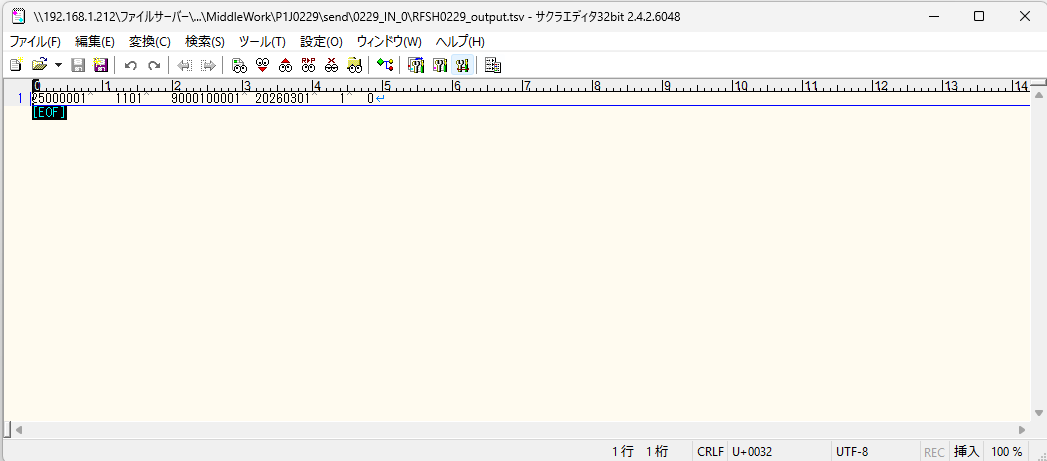 \\192.168.1.212\ファイルサーバー\...\MiddleWork\P1J0229\send\0229_IN_0\RFSH0229_output.tsv - サクラエディタ32bit 2.4.2.6048
ファイル(F) 編集(E) 変換(C) 検索(S) ツール(T) 設定(O) ウィンドウ(W) ヘルプ(H)
0 1 2 3 4 5 6 7 8 9 10 11 12 13 14
1 25000001^ 1101^ 9000100001^ 20260301^ 1^ 0↵
[EOF]
1 行 1 桁 CRLF U+0032 UTF-8 REC 挿入 100 %